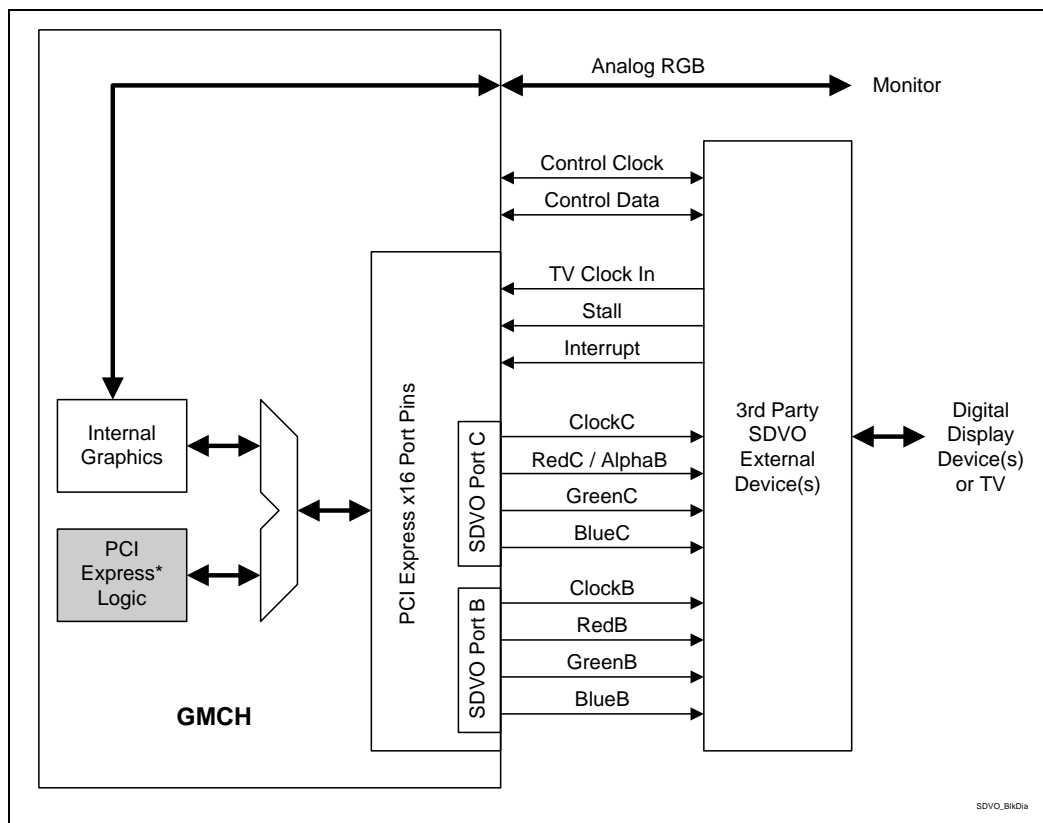 Analog RGB
Monitor
Control Clock
Control Data
TV Clock In
Stall
Interrupt
PCI Express x16 Port Pins
Internal
Graphics
PCI
Express*
Logic
GMCH
SDVO Port C
ClockC
RedC / AlphaB
GreenC
BlueC
SDVO Port B
ClockB
RedB
GreenB
BlueB
3rd Party
SDVO
External
Device(s)
Digital
Display
Device(s)
or TV
SDVO_BlkDia